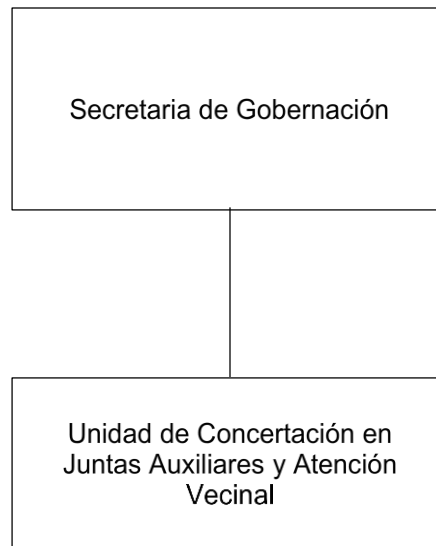 Secretaria de Gobernación
Unidad de Concertación en
Juntas Auxiliares y Atención
Vecinal